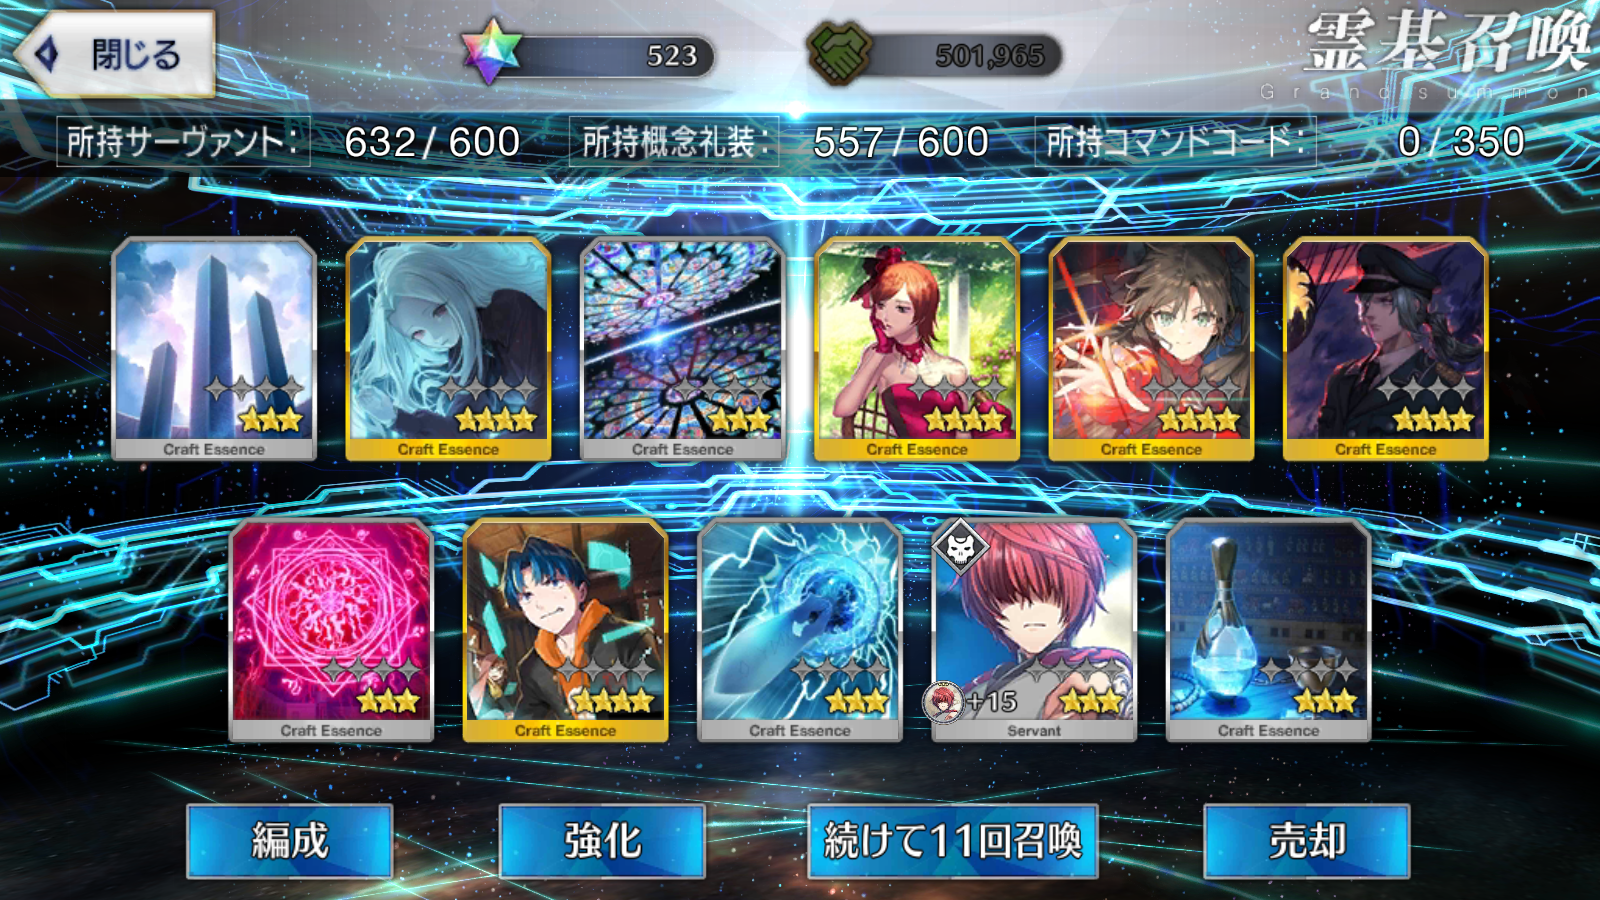 閉じる
523
501,965
霊基召喚
Grand summon
所持サーヴァント: 632/600
所持概念礼装: 557/600
所持コマンドコード: 0/350
Craft Essence
Craft Essence
Craft Essence
Craft Essence
Craft Essence
Craft Essence
+15
Craft Essence
Craft Essence
Craft Essence
Servant
Craft Essence
編成
強化
続けて11回召喚
売却